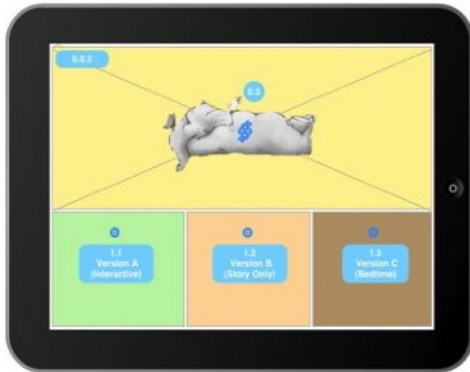 0.0.2
0.3
1.1
Version A
(Interactive)
1.2
Version B
(Story Only)
1.3
Version C
(Bedtime)